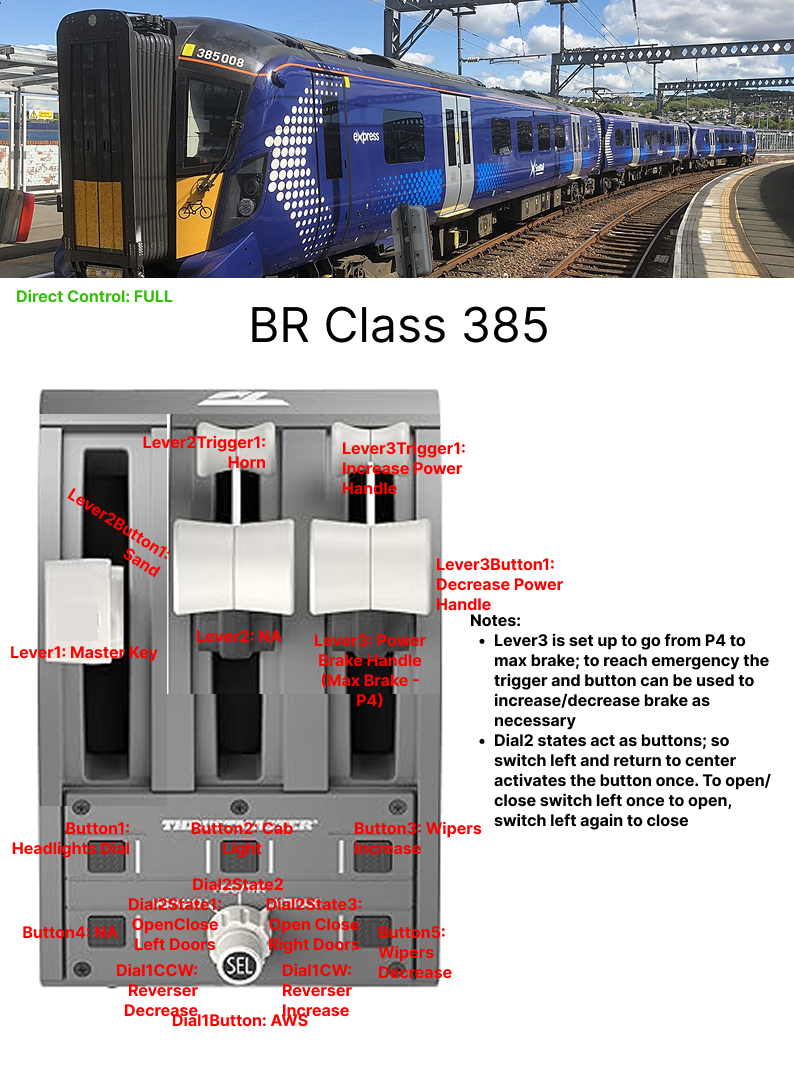 385008
express
ScotRail
Direct Control: FULL
BR Class 385
Lever2Trigger1:
Horn
Lever3Trigger1:
Increase Power
Handle
Lever2Button1:
Sand
Lever3Button1:
Decrease Power
Handle
Lever1: Master Key
Lever2: NA
Lever3: Power
Brake Handle
(Max Brake -
P4)
Notes:
• Lever3 is set up to go from P4 to
max brake; to reach emergency the
trigger and button can be used to
increase/decrease brake as
necessary
• Dial2 states act as buttons; so
switch left and return to center
activates the button once. To open/
close switch left once to open,
switch left again to close
THRUSTMASTER
Button1:
Headlights Dial
Button2: Cab
Light
Button3: Wipers
Increase
Dial2State2
Dial2State1:
OpenClose
Left Doors
Dial2State3:
Open Close
Right Doors
Button4: NA
Button5:
Wipers
Decrease
SEL
Dial1CCW:
Reverser
Decrease
Dial1CW:
Reverser
Increase
Dial1Button: AWS